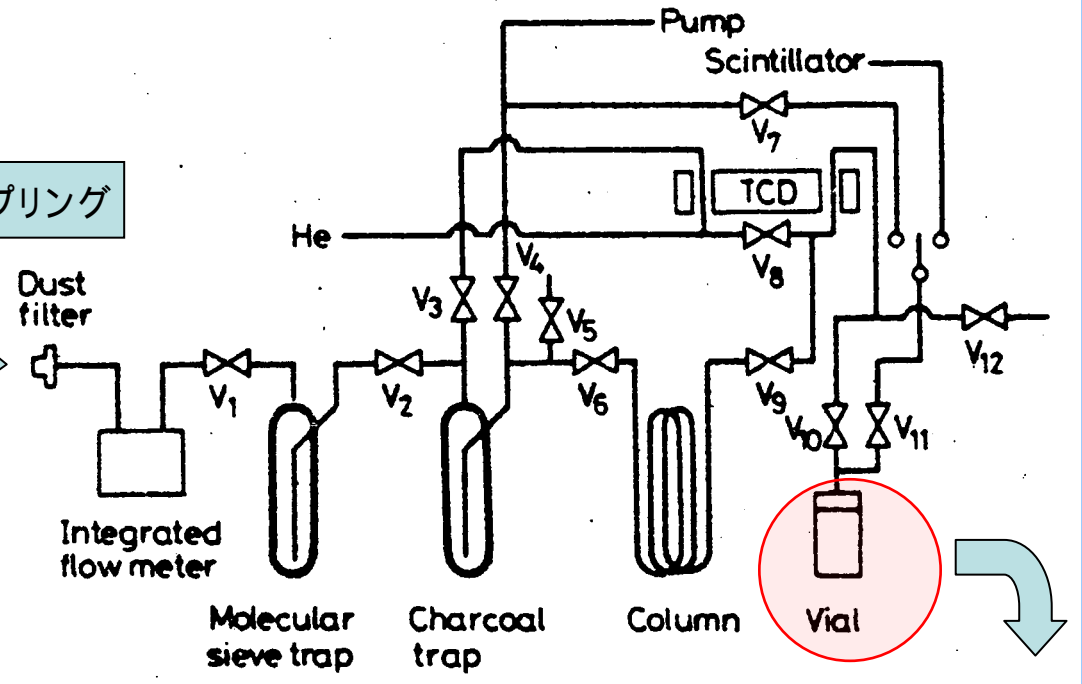 Pump
Scintillator
V7
プリング
TCD
He
V4
V8
Dust
filter
V3
V5
V1
V2
V6
V9
V12
V10
V11
Integrated
flow meter
Molecular
sieve trap
Charcoal
trap
Column
Vial